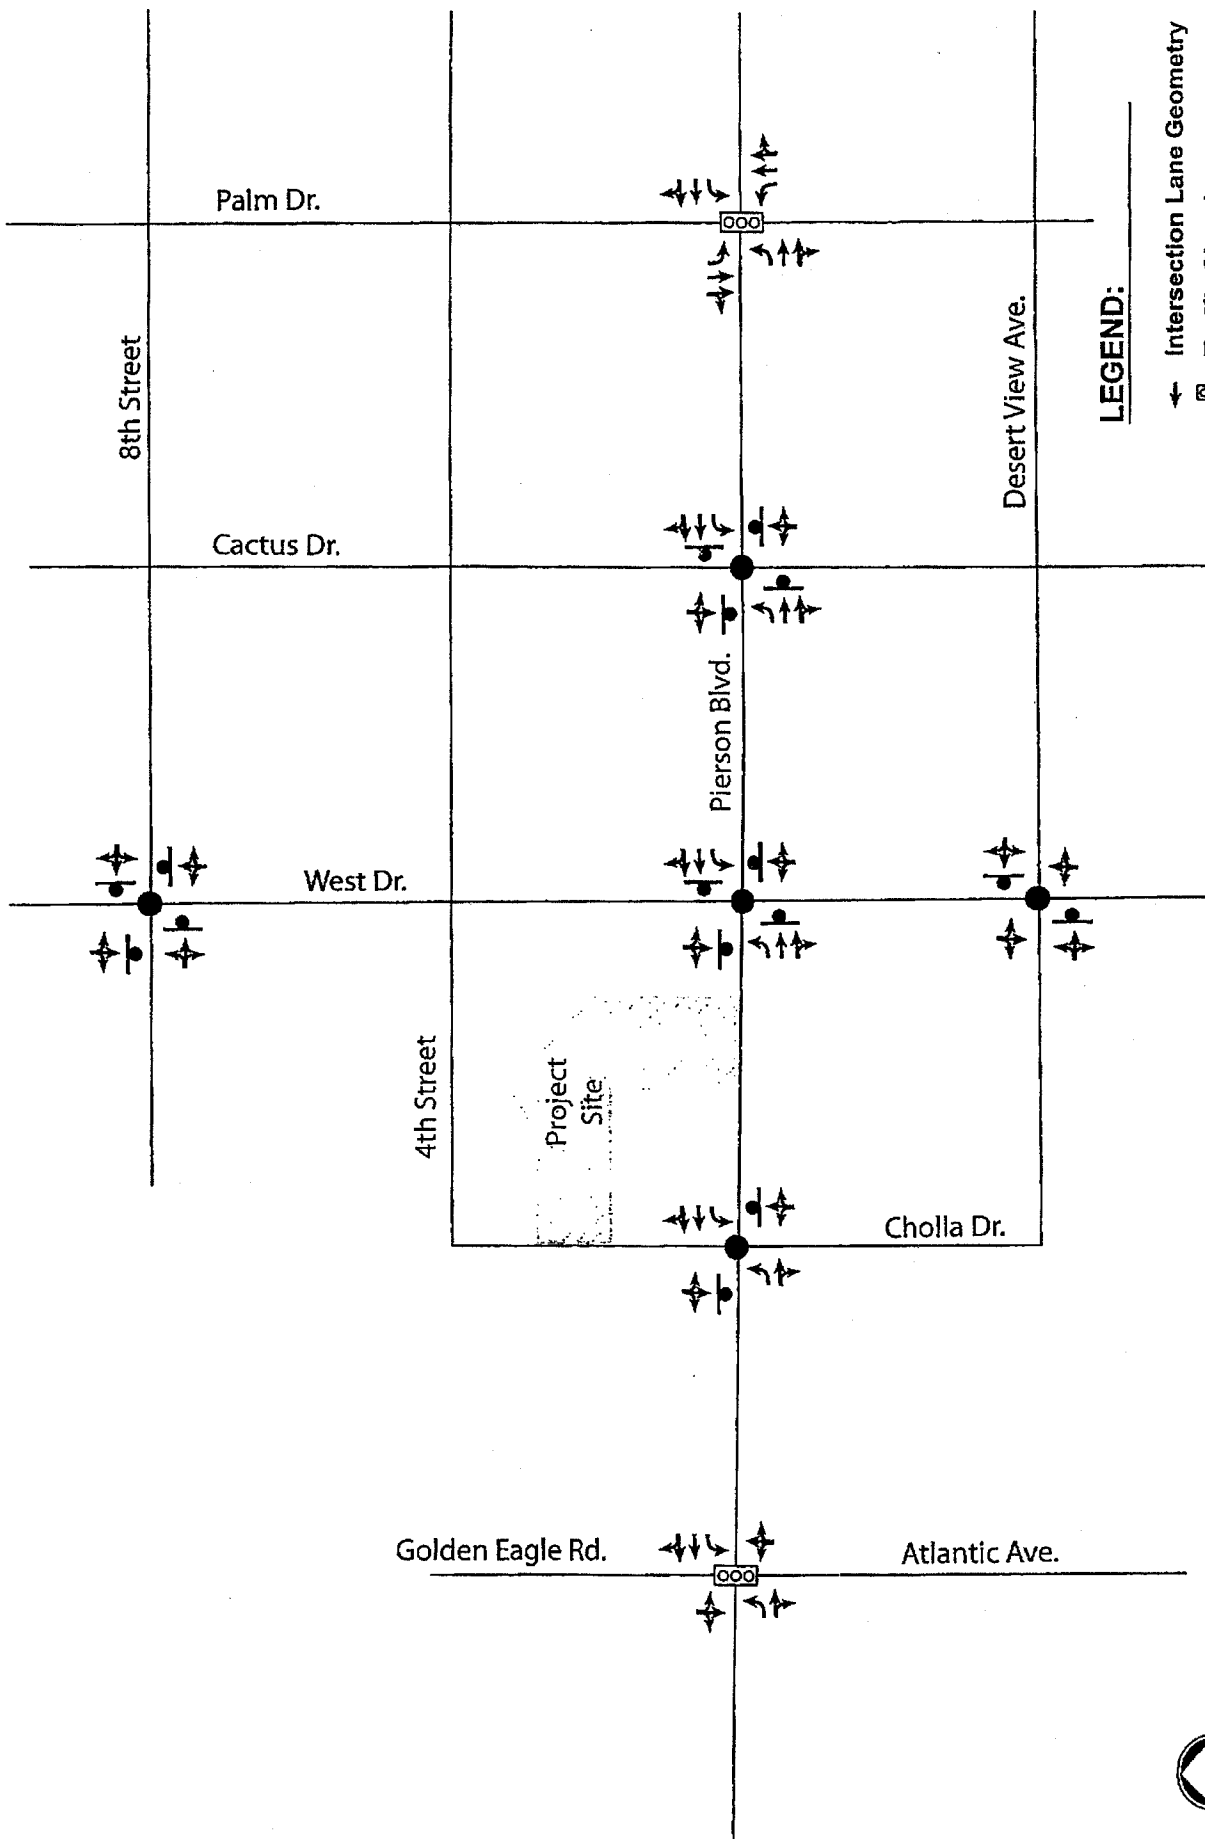 Palm Dr.
8th Street
Desert View Ave.
LEGEND:
Intersection Lane Geometry
Cactus Dr.
Pierson Blvd.
West Dr.
4th Street
Project
Site
Cholla Dr.
Golden Eagle Rd.
Atlantic Ave.